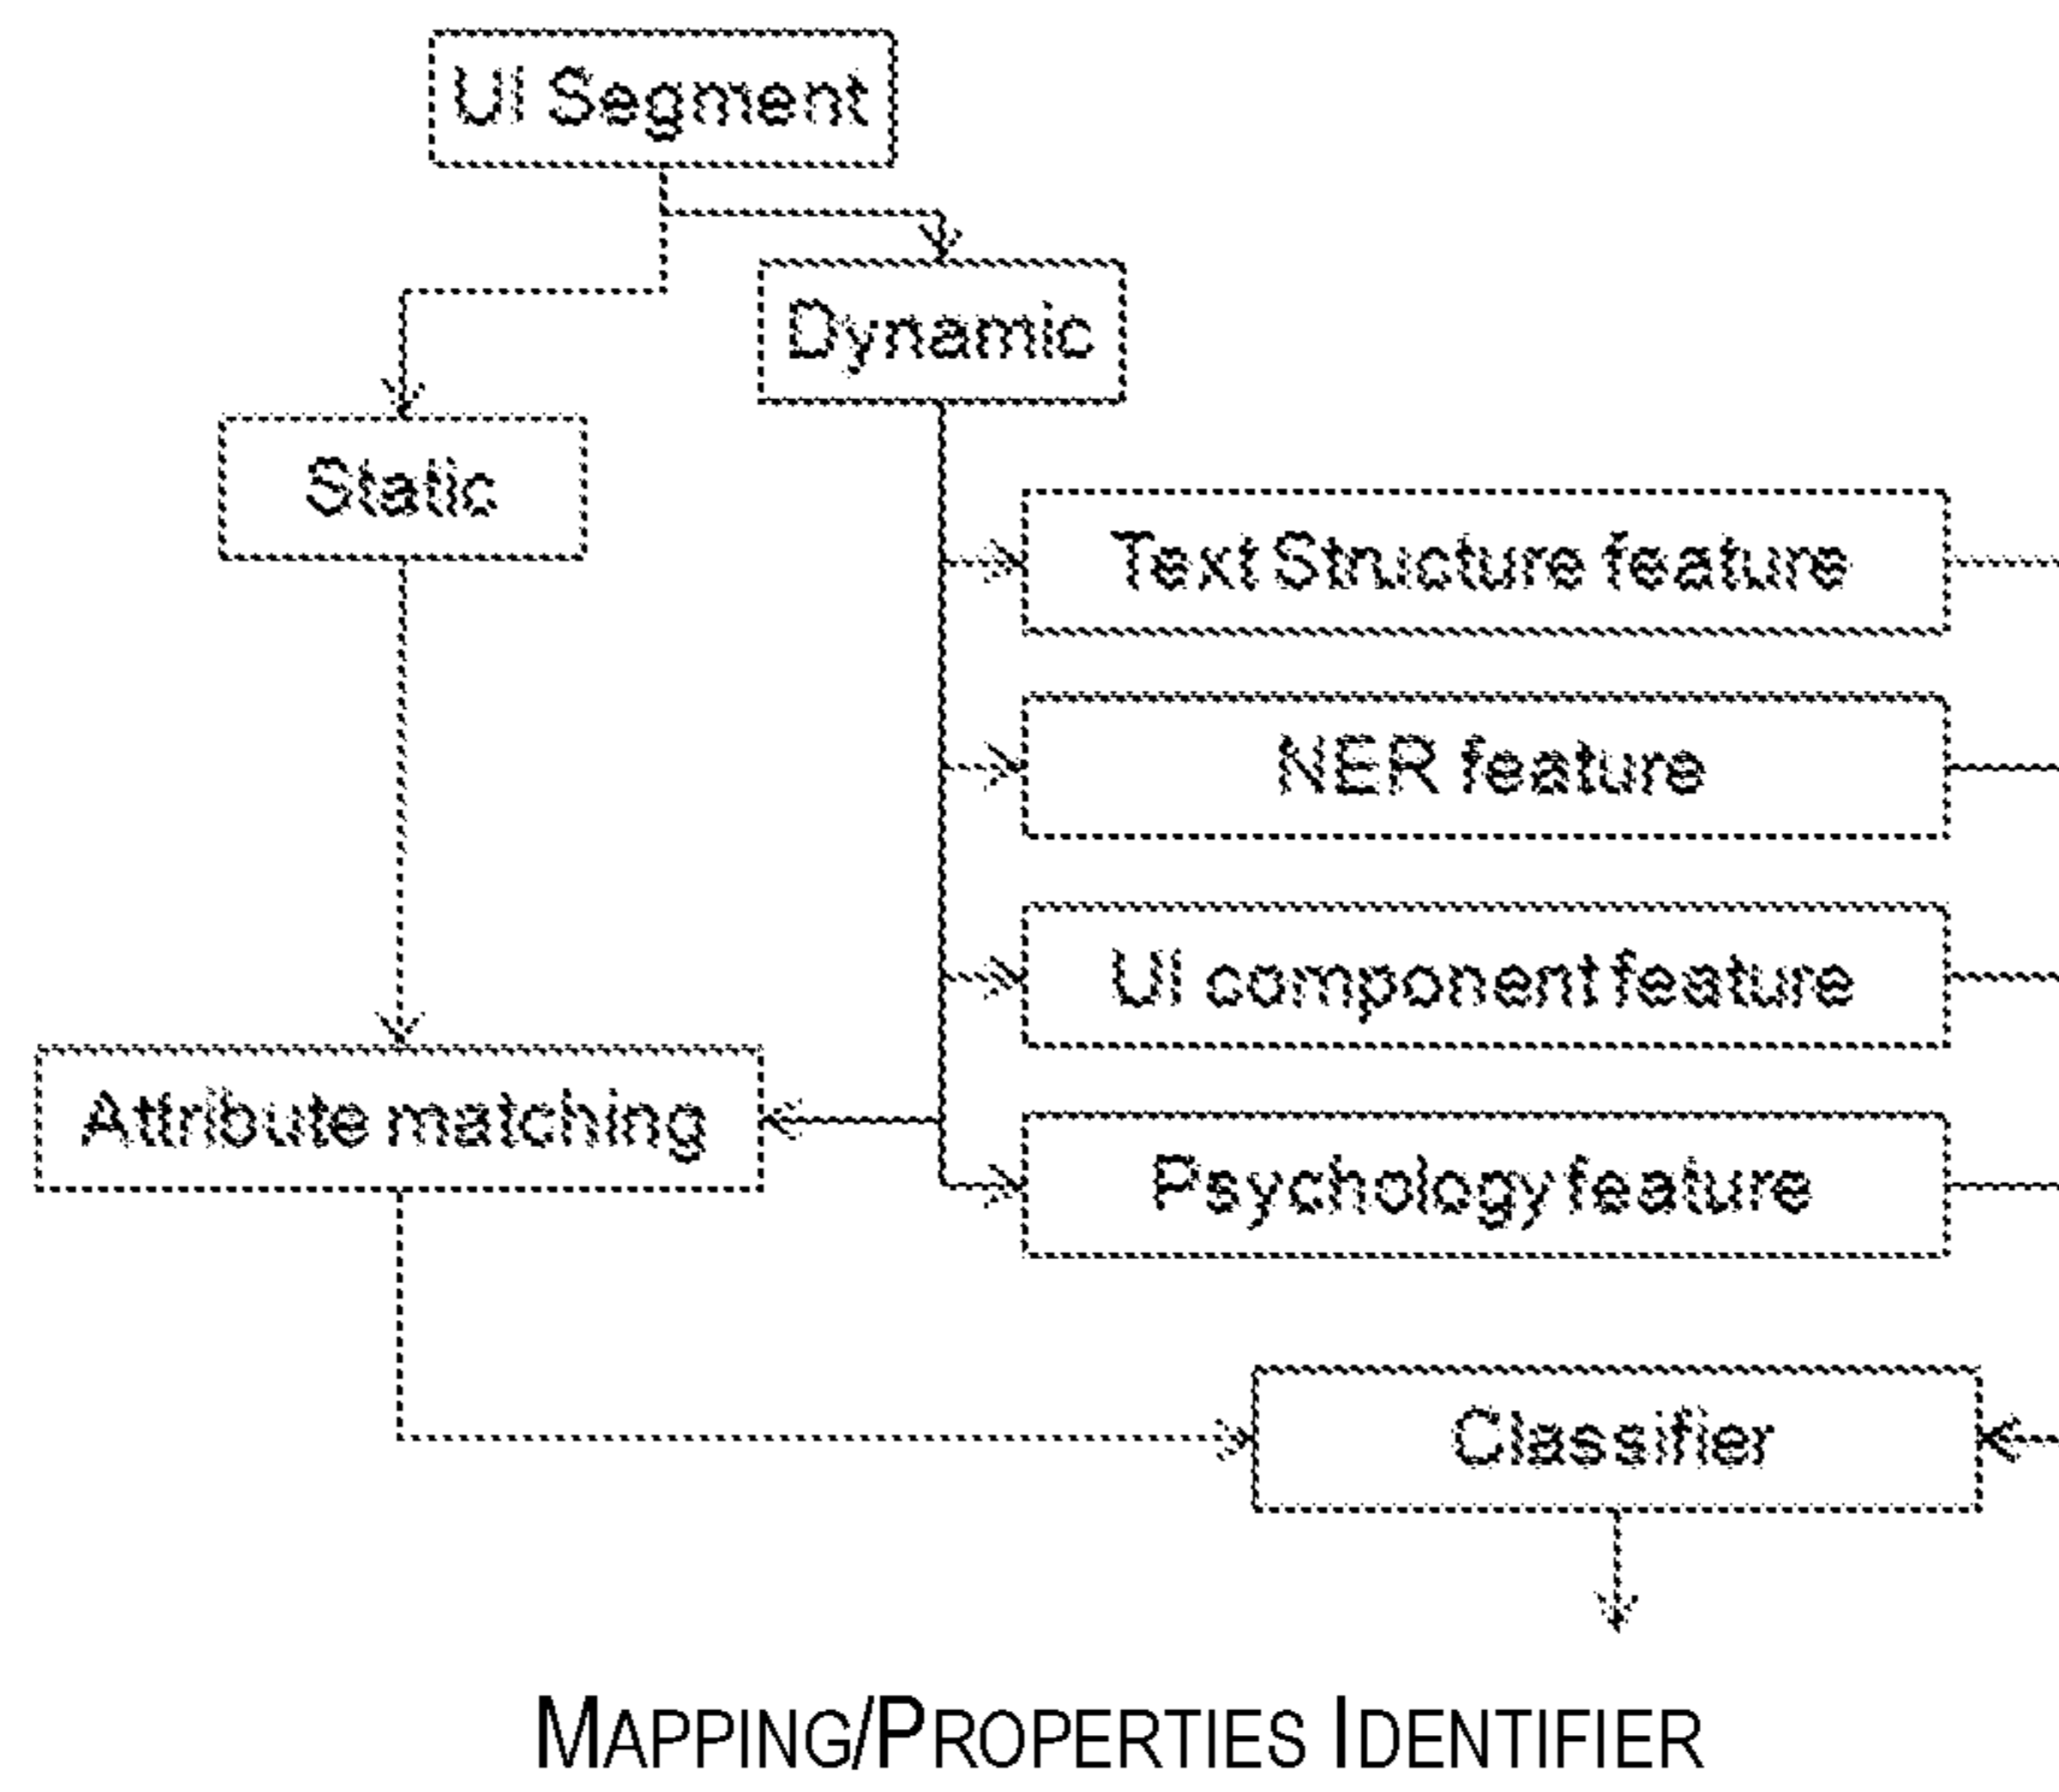 UI Segment
Dynamic
Static
Text Structure feature
NER feature
UI component feature
Attribute matching
Psychology feature
Classifier
MAPPING/PROPERTIES IDENTIFIER